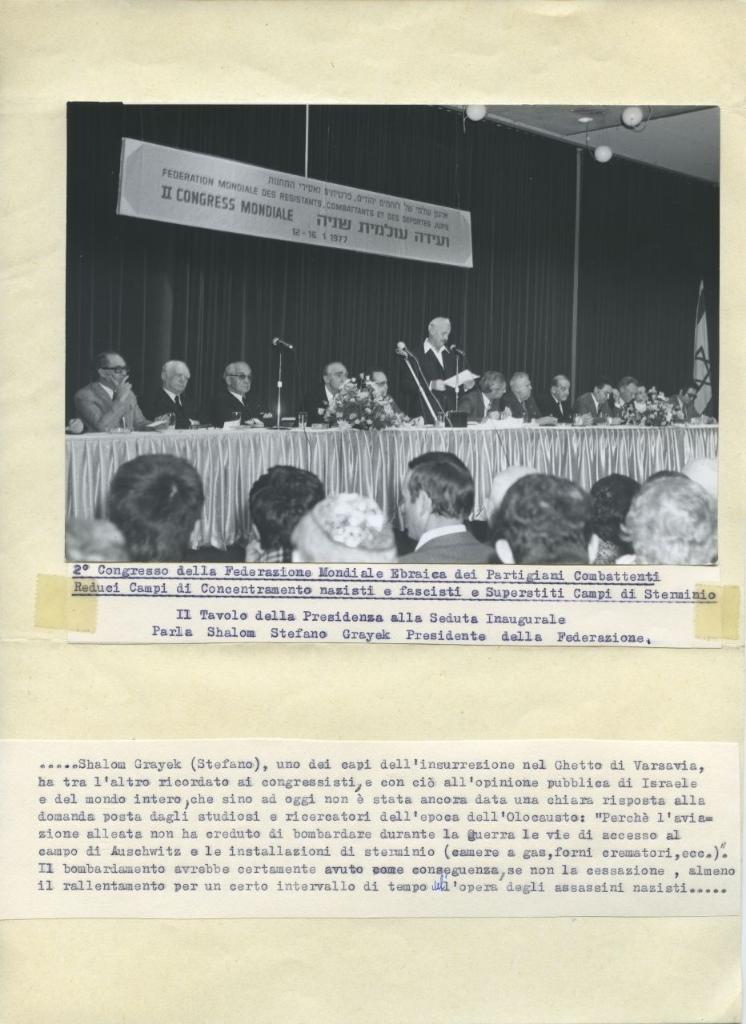 ארגון עולמי של לוחמים יהודים, פרטיזנים ואסירי המחנות
FEDERATION MONDIALE DES RESISTANTS, COMBATTANTS ET DES DEPORTES JUIFS
II CONGRESS MONDIALE ועידה עולמית שניה
12-16.1.1977
2° Congresso della Federazione Mondiale Ebraica dei Partigiani Combattenti
Reduci Campi di Concentramento nazisti e fascisti e Superstiti Campi di Sterminio
Il Tavolo della Presidenza alla Seduta Inaugurale
Parla Shalom Stefano Grayek Presidente della Federazione.
.....Shalom Grayek (Stefano), uno dei capi dell'insurrezione nel Ghetto di Varsavia,
ha tra l'altro ricordato ai congressisti, e con ciò all'opinione pubblica di Israele
e del mondo intero, che sino ad oggi non è stata ancora data una chiara risposta alla
domanda posta dagli studiosi e ricercatori dell'epoca dell'Olocausto: "Perchè l'avia=
zione alleata non ha creduto di bombardare durante la guerra le vie di accesso al
campo di Auschwitz e le installazioni di sterminio (camere a gas,forni crematori,ecc.)".
Il bombardamento avrebbe certamente avuto come conseguenza, se non la cessazione , almeno
il rallentamento per un certo intervallo di tempo dell'opera degli assassini nazisti.....